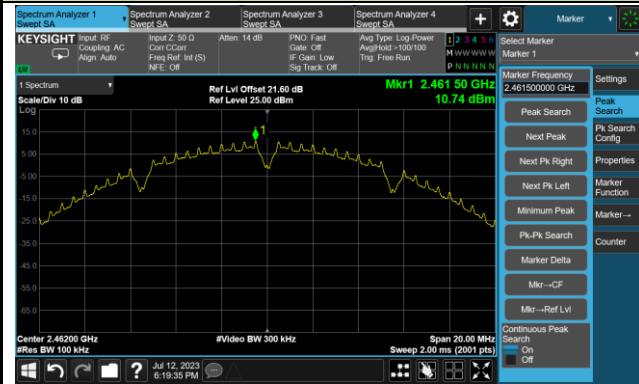 Spectrum Analyzer 1
Swept SA
Spectrum Analyzer 2
Swept SA
Spectrum Analyzer 3
Swept SA
Spectrum Analyzer 4
Swept SA
+
Marker
KEYSIGHT
Input: RF
Coupling: AC
Align: Auto
Input Z: 50 Ω
Corr CCorr
Freq Ref: Int (S)
NFE: Off
Atten: 14 dB
PNO: Fast
Gate: Off
IF Gain: Low
Sig Track: Off
Avg Type: Log-Power
Avg|Hold >100/100
Trig: Free Run
1 2 3 4 5 6
M W W W W W
P N N N N N
LXI
Select Marker
Marker 1
1 Spectrum
Scale/Div 10 dB
Log
Ref Lvl Offset 21.60 dB
Ref Level 25.00 dBm
Mkr1 2.461 50 GHz
10.74 dBm
15.0
5.00
-5.00
-15.0
-25.0
-35.0
-45.0
-55.0
-65.0
1
Center 2.46200 GHz
#Res BW 100 kHz
#Video BW 300 kHz
Span 20.00 MHz
Sweep 2.00 ms (2001 pts)
Marker Frequency
2.461500000 GHz
Peak Search
Next Peak
Next Pk Right
Next Pk Left
Minimum Peak
Pk-Pk Search
Marker Delta
Mkr→CF
Mkr→Ref Lvl
Continuous Peak
Search
On
Off
Settings
Peak
Search
Pk Search
Config
Properties
Marker
Function
Marker→
Counter
?
Jul 12, 2023
6:19:35 PM